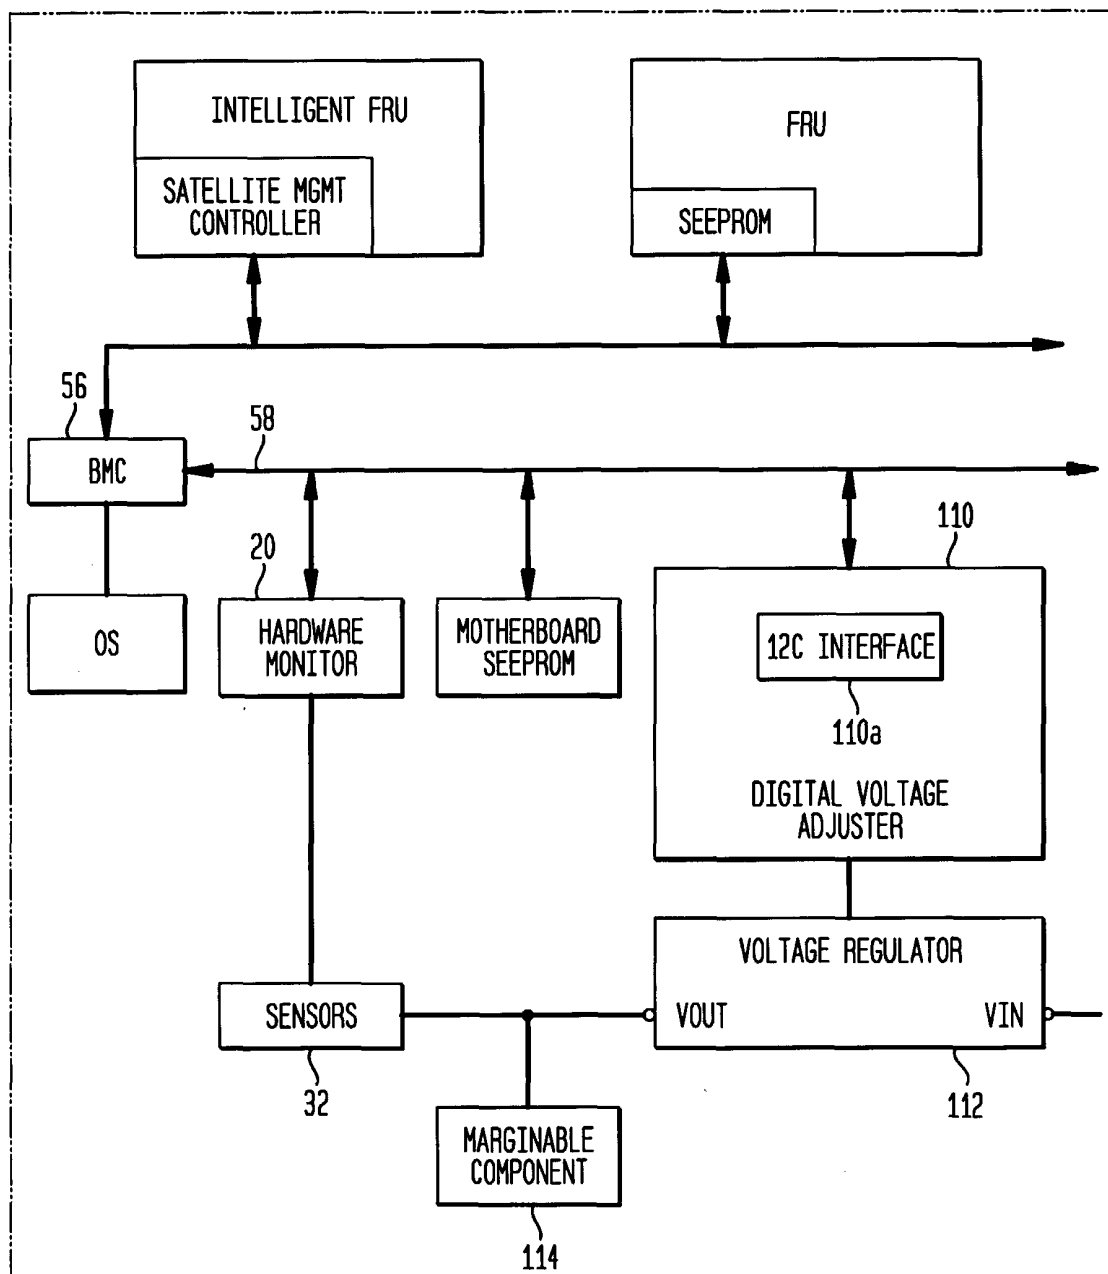 INTELLIGENT FRU
SATELLITE MGMT
CONTROLLER
FRU
SEEPROM
56
BMC
58
OS
20
HARDWARE
MONITOR
MOTHERBOARD
SEEPROM
110
12C INTERFACE
110a
DIGITAL VOLTAGE
ADJUSTER
VOLTAGE REGULATOR
VOUT
VIN
112
SENSORS
32
MARGINABLE
COMPONENT
114